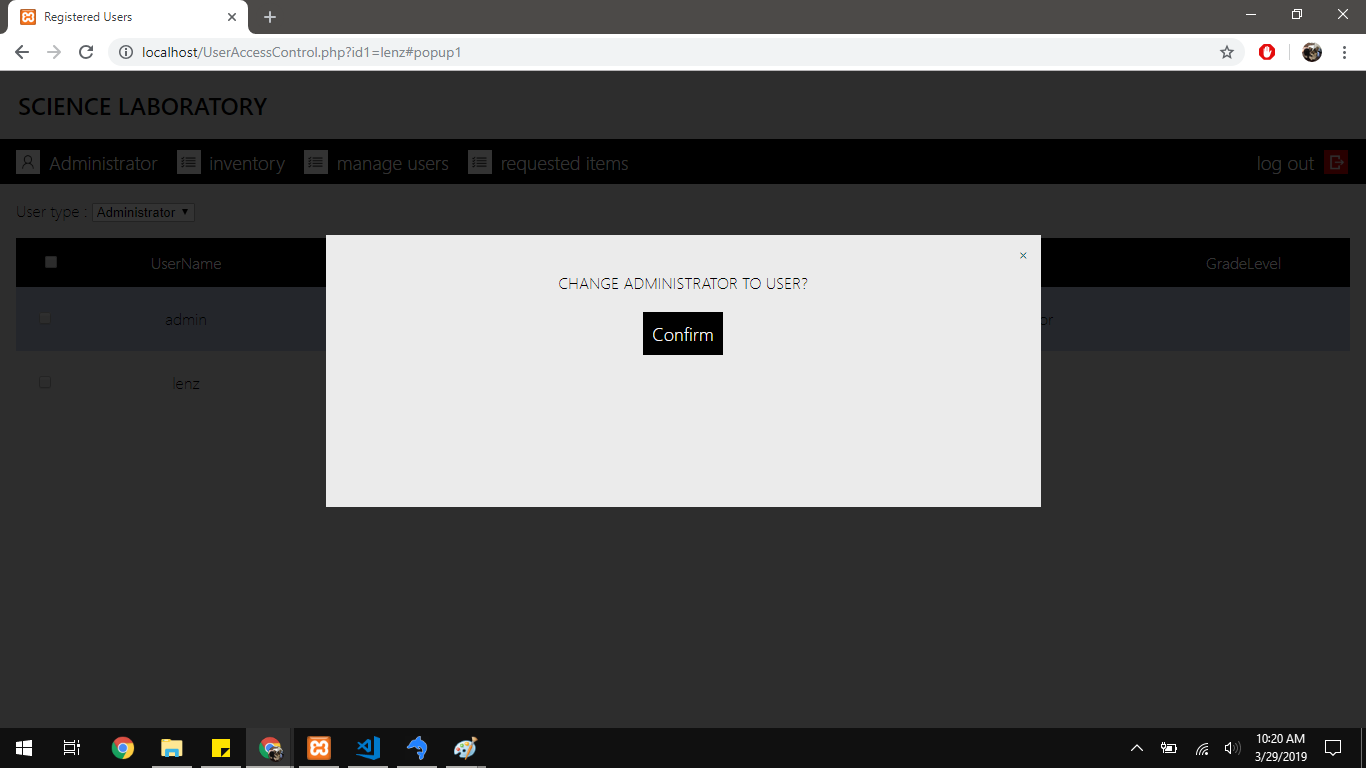 Registered Users
localhost/UserAccessControl.php?id1=lenz#popup1
SCIENCE LABORATORY
Administrator inventory manage users requested items log out
User type : Administrator
UserName GradeLevel
CHANGE ADMINISTRATOR TO USER?
Confirm
admin or
lenz
10:20 AM
3/29/2019